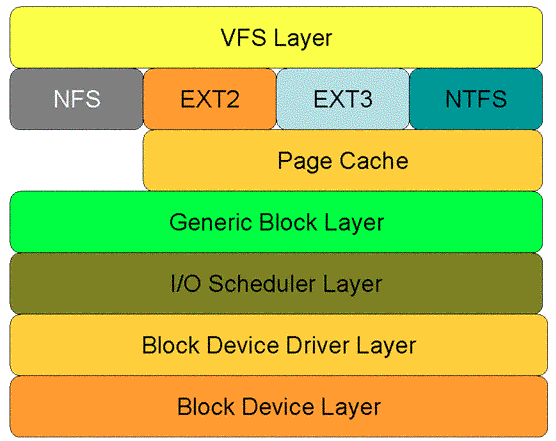 VFS Layer
NFS EXT2 EXT3 NTFS
Page Cache
Generic Block Layer
I/O Scheduler Layer
Block Device Driver Layer
Block Device Layer